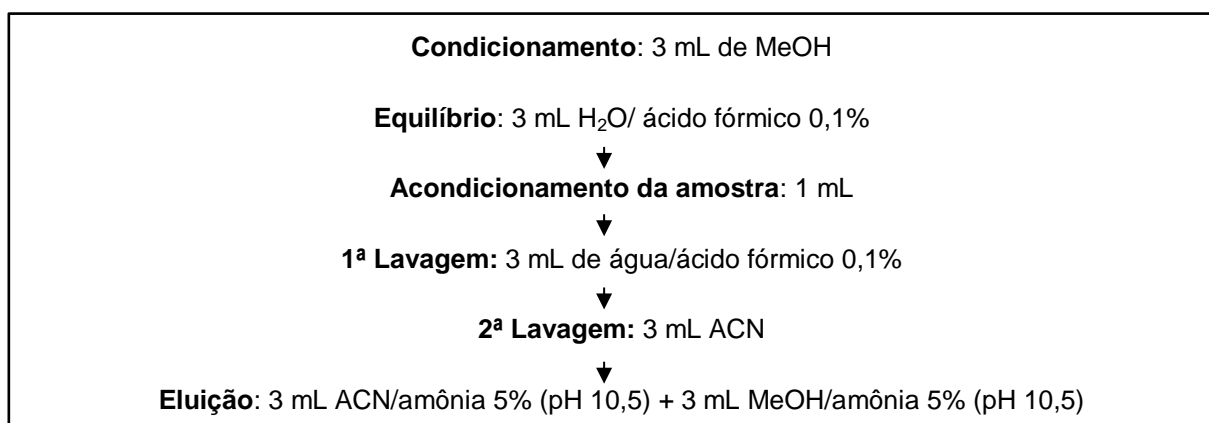 Condicionamento: 3 mL de MeOH
Equilíbrio: 3 mL H₂O/ ácido fórmico 0,1%
Acondicionamento da amostra: 1 mL
1ª Lavagem: 3 mL de água/ácido fórmico 0,1%
2ª Lavagem: 3 mL ACN
Eluição: 3 mL ACN/amônia 5% (pH 10,5) + 3 mL MeOH/amônia 5% (pH 10,5)